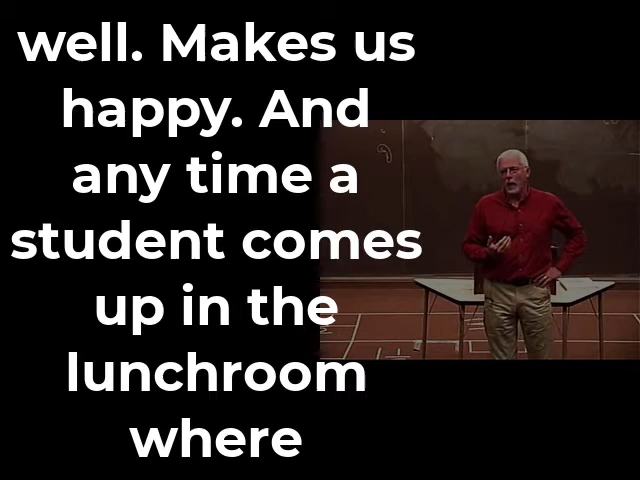 well. Makes us
happy. And
any time a
student comes
up in the
lunchroom
where